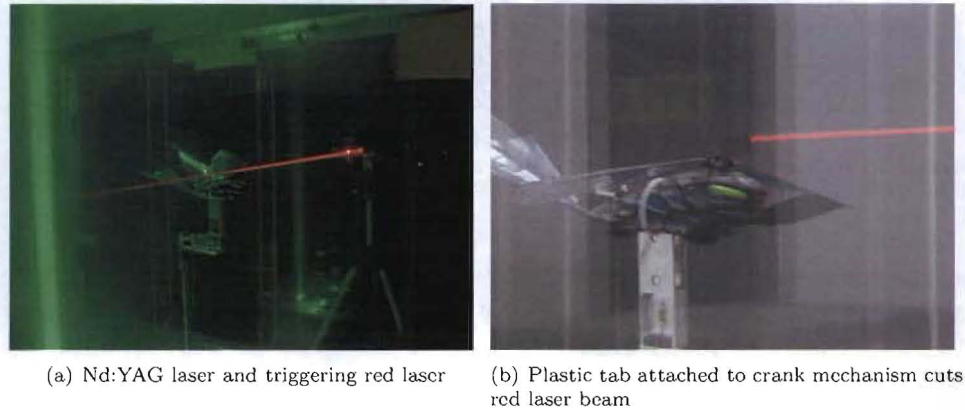 (a) Nd:YAG laser and triggering red laser
(b) Plastic tab attached to crank mechanism cuts
red laser beam